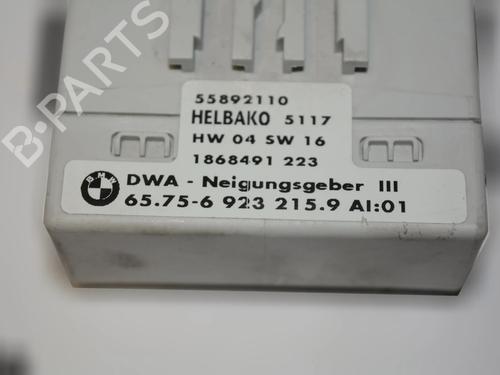 B-PARTS
55892110
HELBAKO 5117
HW 04 SW 16
1868491 223
BMW
DWA - Neigungsgeber III
65.75-6 923 215.9 AI:01